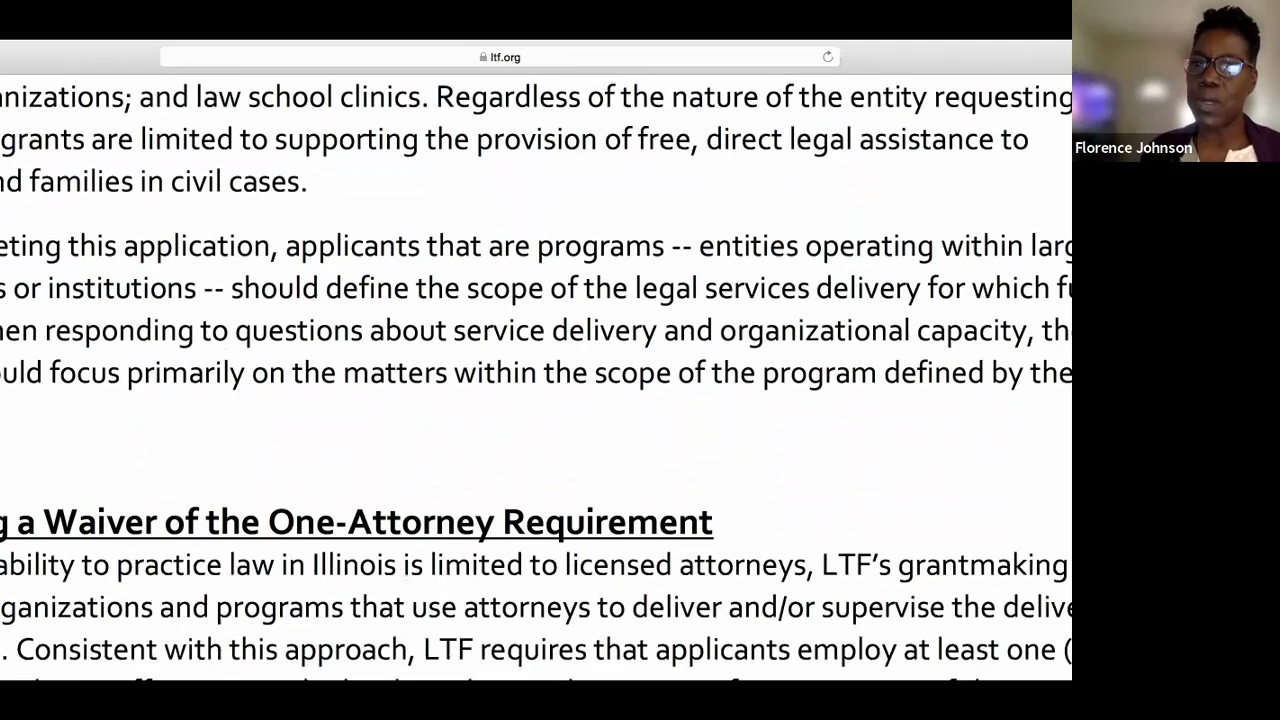 ltf.org
nizations; and law school clinics. Regardless of the nature of the entity requesting
grants are limited to supporting the provision of free, direct legal assistance to
d families in civil cases.
eting this application, applicants that are programs -- entities operating within larg
s or institutions -- should define the scope of the legal services delivery for which fu
en responding to questions about service delivery and organizational capacity, th
uld focus primarily on the matters within the scope of the program defined by the
g a Waiver of the One-Attorney Requirement
ability to practice law in Illinois is limited to licensed attorneys, LTF’s grantmaking
ganizations and programs that use attorneys to deliver and/or supervise the delive
. Consistent with this approach, LTF requires that applicants employ at least one (
Florence Johnson